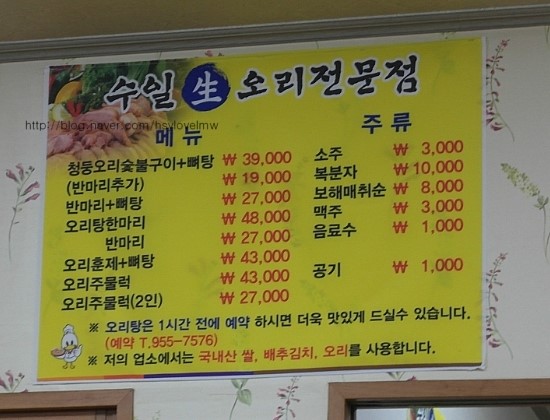 수일 生 오리전문점
http://blog.naver.com/hsylovelmw
메뉴
청둥오리숯불구이+뼈탕 ₩ 39,000
(반마리추가) ₩ 19,000
반마리+뼈탕 ₩ 27,000
오리탕한마리 ₩ 48,000
반마리 ₩ 27,000
오리훈제+뼈탕 ₩ 43,000
오리주물럭 ₩ 43,000
오리주물럭(2인) ₩ 27,000
주류
소주 ₩ 3,000
복분자 ₩ 10,000
보해매취순 ₩ 8,000
맥주 ₩ 3,000
음료수 ₩ 1,000
공기 ₩ 1,000
※ 오리탕은 1시간 전에 예약 하시면 더욱 맛있게 드실수 있습니다.
(예약 T.955-7576)
※ 저의 업소에서는 국내산 쌀, 배추김치, 오리를 사용합니다.